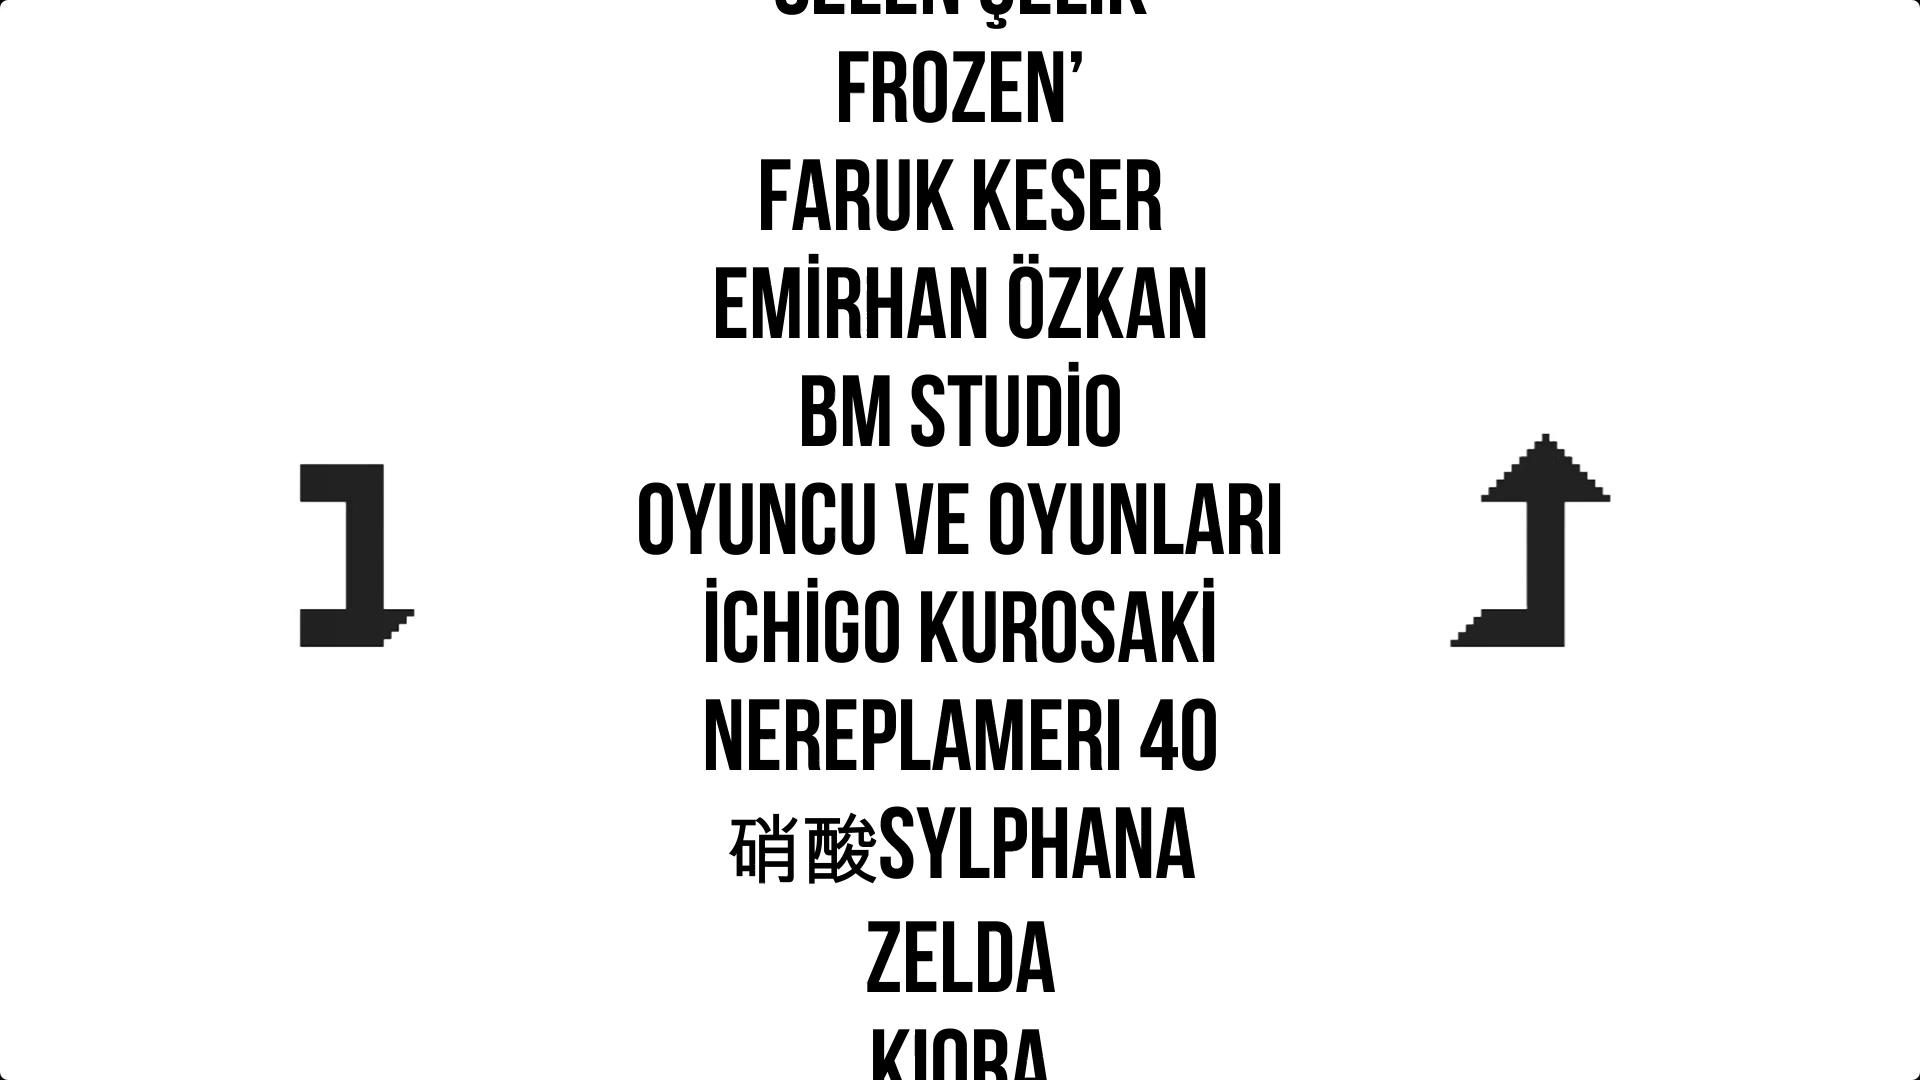 FROZEN’
FARUK KESER
EMİRHAN ÖZKAN
BM STUDİO
OYUNCU VE OYUNLARI
İCHİGO KUROSAKİ
NEREPLAMERI 40
硝酸SYLPHANA
ZELDA
KIORA